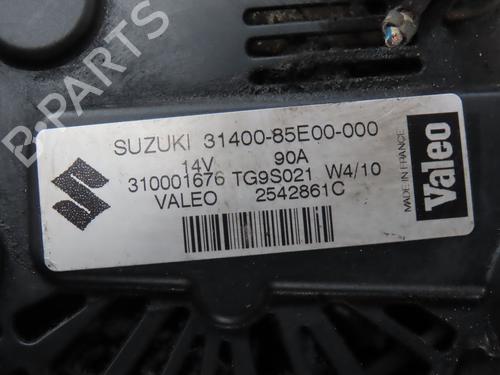 B-PARTS
SUZUKI 31400-85E00-000
14V 90A
310001676 TG9S021 W4/10
VALEO 2542861C
MADE IN FRANCE
Valeo